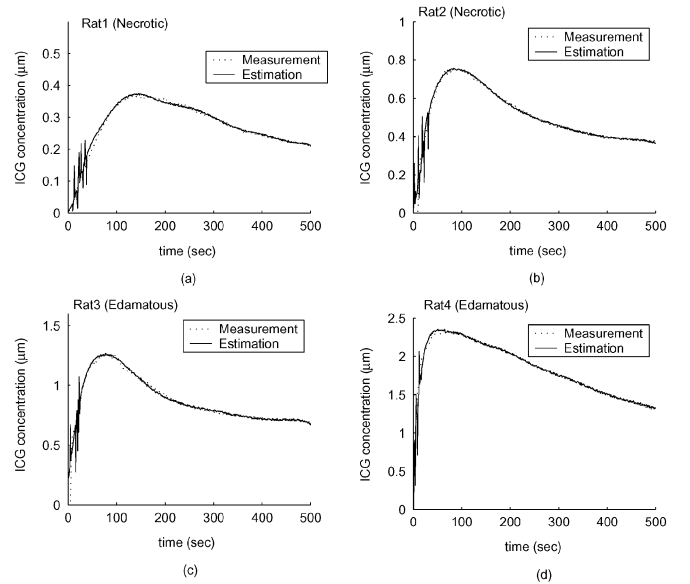 Rat1 (Necrotic)
0.5
0.4
0.3
0.2
0.1
0
ICG concentration (μm)
Measurement
Estimation
0 100 200 300 400 500
time (sec)
(a)
Rat2 (Necrotic)
1
0.8
0.6
0.4
0.2
0
ICG concentration (μm)
Measurement
Estimation
0 100 200 300 400 500
time (sec)
(b)
Rat3 (Edamatous)
1.5
1
0.5
0
ICG concentration (μm)
Measurement
Estimation
0 100 200 300 400 500
time (sec)
(c)
Rat4 (Edamatous)
2.5
2
1.5
1
0.5
0
ICG concentration (μm)
Measurement
Estimation
0 100 200 300 400 500
time (sec)
(d)